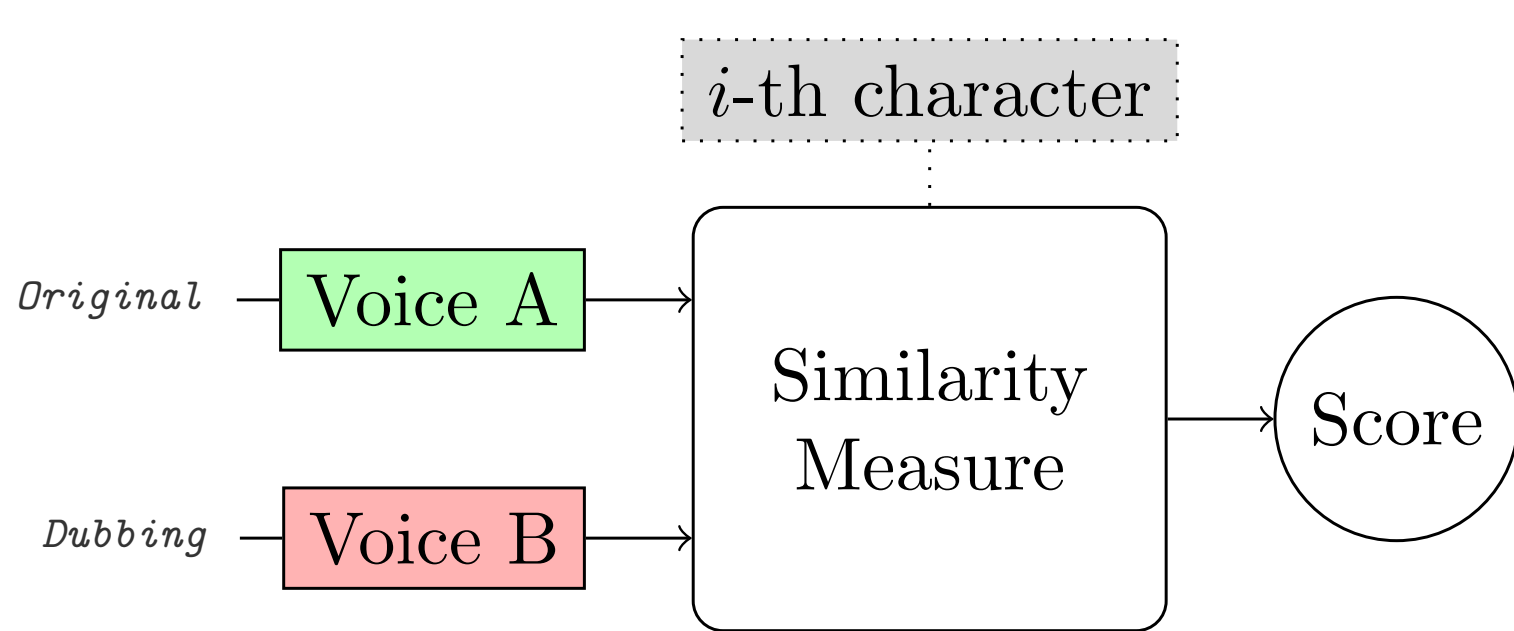 i-th character
Original
Voice A
Similarity
Measure
Score
Dubbing
Voice B